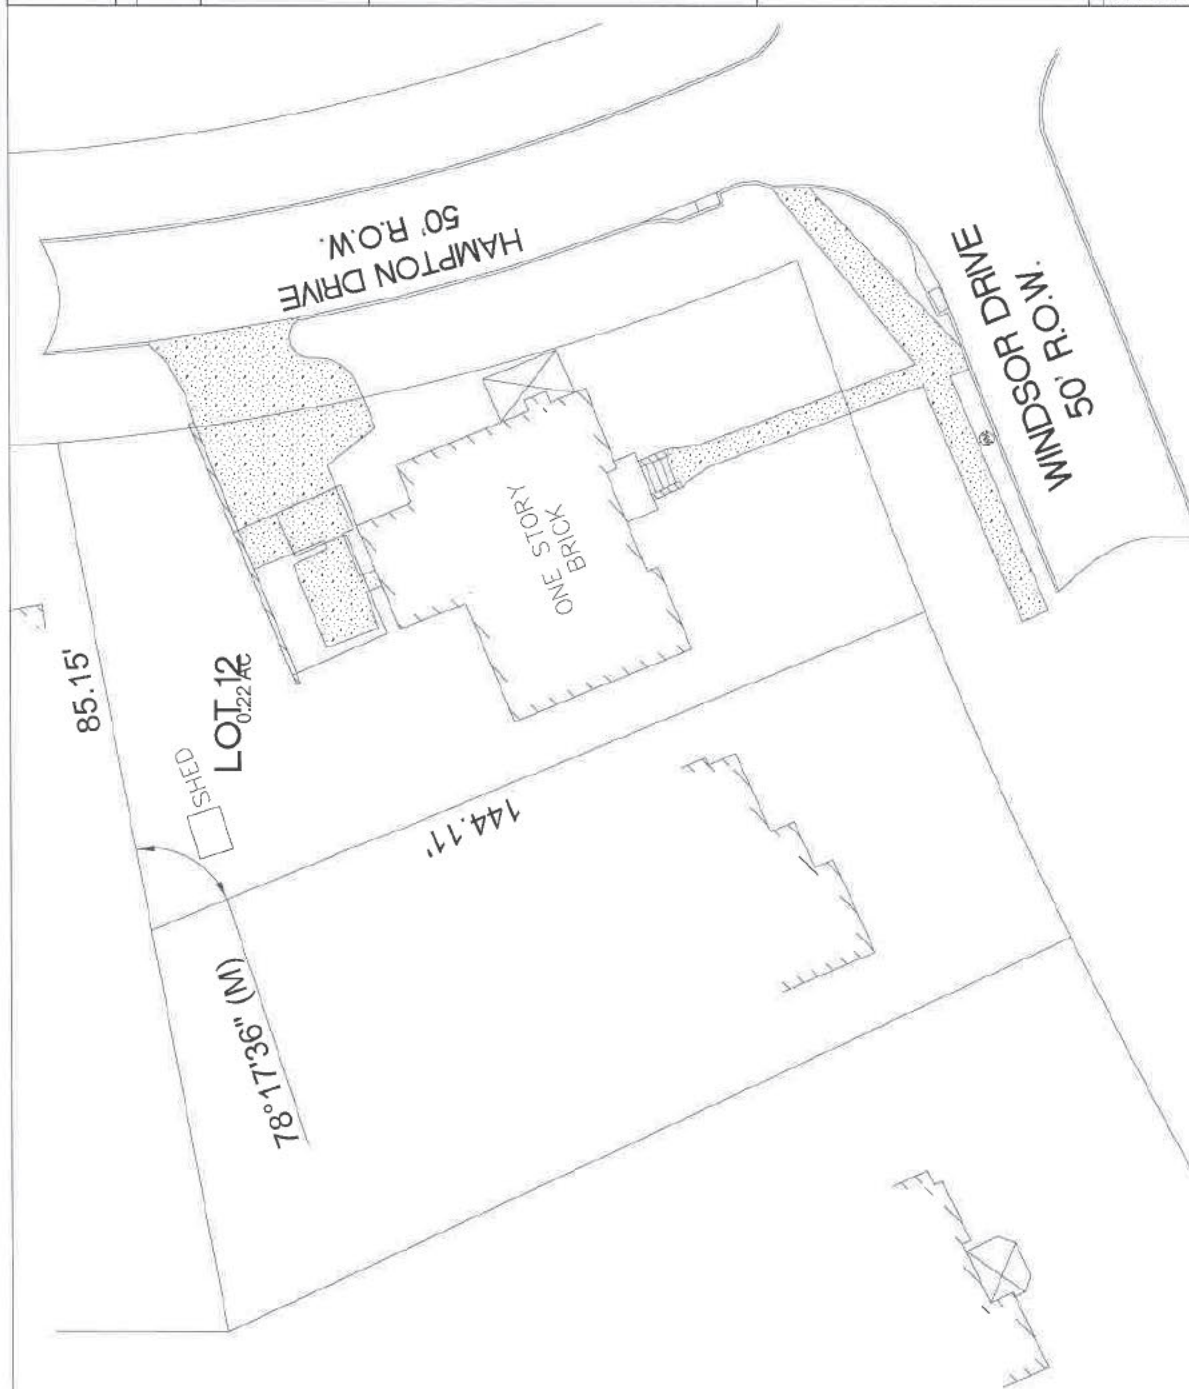 HAMPTON DRIVE
50' R.O.W.
WINDSOR DRIVE
50' R.O.W.
ONE STORY
BRICK
85.15'
LOT 12
0.22 AC
SHED
144.11'
78°17'36" (M)